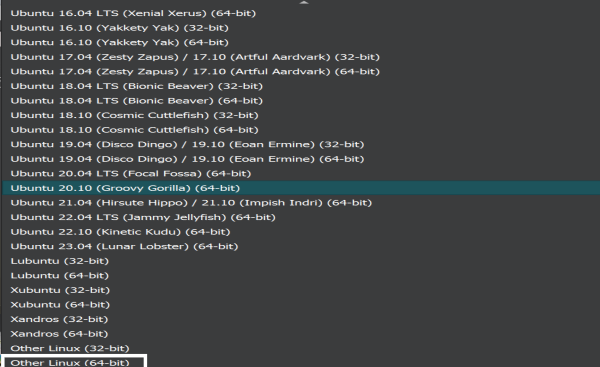 Ubuntu 16.04 LTS (Xenial Xerus) (64-bit)
Ubuntu 16.10 (Yakkety Yak) (32-bit)
Ubuntu 16.10 (Yakkety Yak) (64-bit)
Ubuntu 17.04 (Zesty Zapus) / 17.10 (Artful Aardvark) (32-bit)
Ubuntu 17.04 (Zesty Zapus) / 17.10 (Artful Aardvark) (64-bit)
Ubuntu 18.04 LTS (Bionic Beaver) (32-bit)
Ubuntu 18.04 LTS (Bionic Beaver) (64-bit)
Ubuntu 18.10 (Cosmic Cuttlefish) (32-bit)
Ubuntu 18.10 (Cosmic Cuttlefish) (64-bit)
Ubuntu 19.04 (Disco Dingo) / 19.10 (Eoan Ermine) (32-bit)
Ubuntu 19.04 (Disco Dingo) / 19.10 (Eoan Ermine) (64-bit)
Ubuntu 20.04 LTS (Focal Fossa) (64-bit)
Ubuntu 20.10 (Groovy Gorilla) (64-bit)
Ubuntu 21.04 (Hirsute Hippo) / 21.10 (Impish Indri) (64-bit)
Ubuntu 22.04 LTS (Jammy Jellyfish) (64-bit)
Ubuntu 22.10 (Kinetic Kudu) (64-bit)
Ubuntu 23.04 (Lunar Lobster) (64-bit)
Lubuntu (32-bit)
Lubuntu (64-bit)
Xubuntu (32-bit)
Xubuntu (64-bit)
Xandros (32-bit)
Xandros (64-bit)
Other Linux (32-bit)
Other Linux (64-bit)